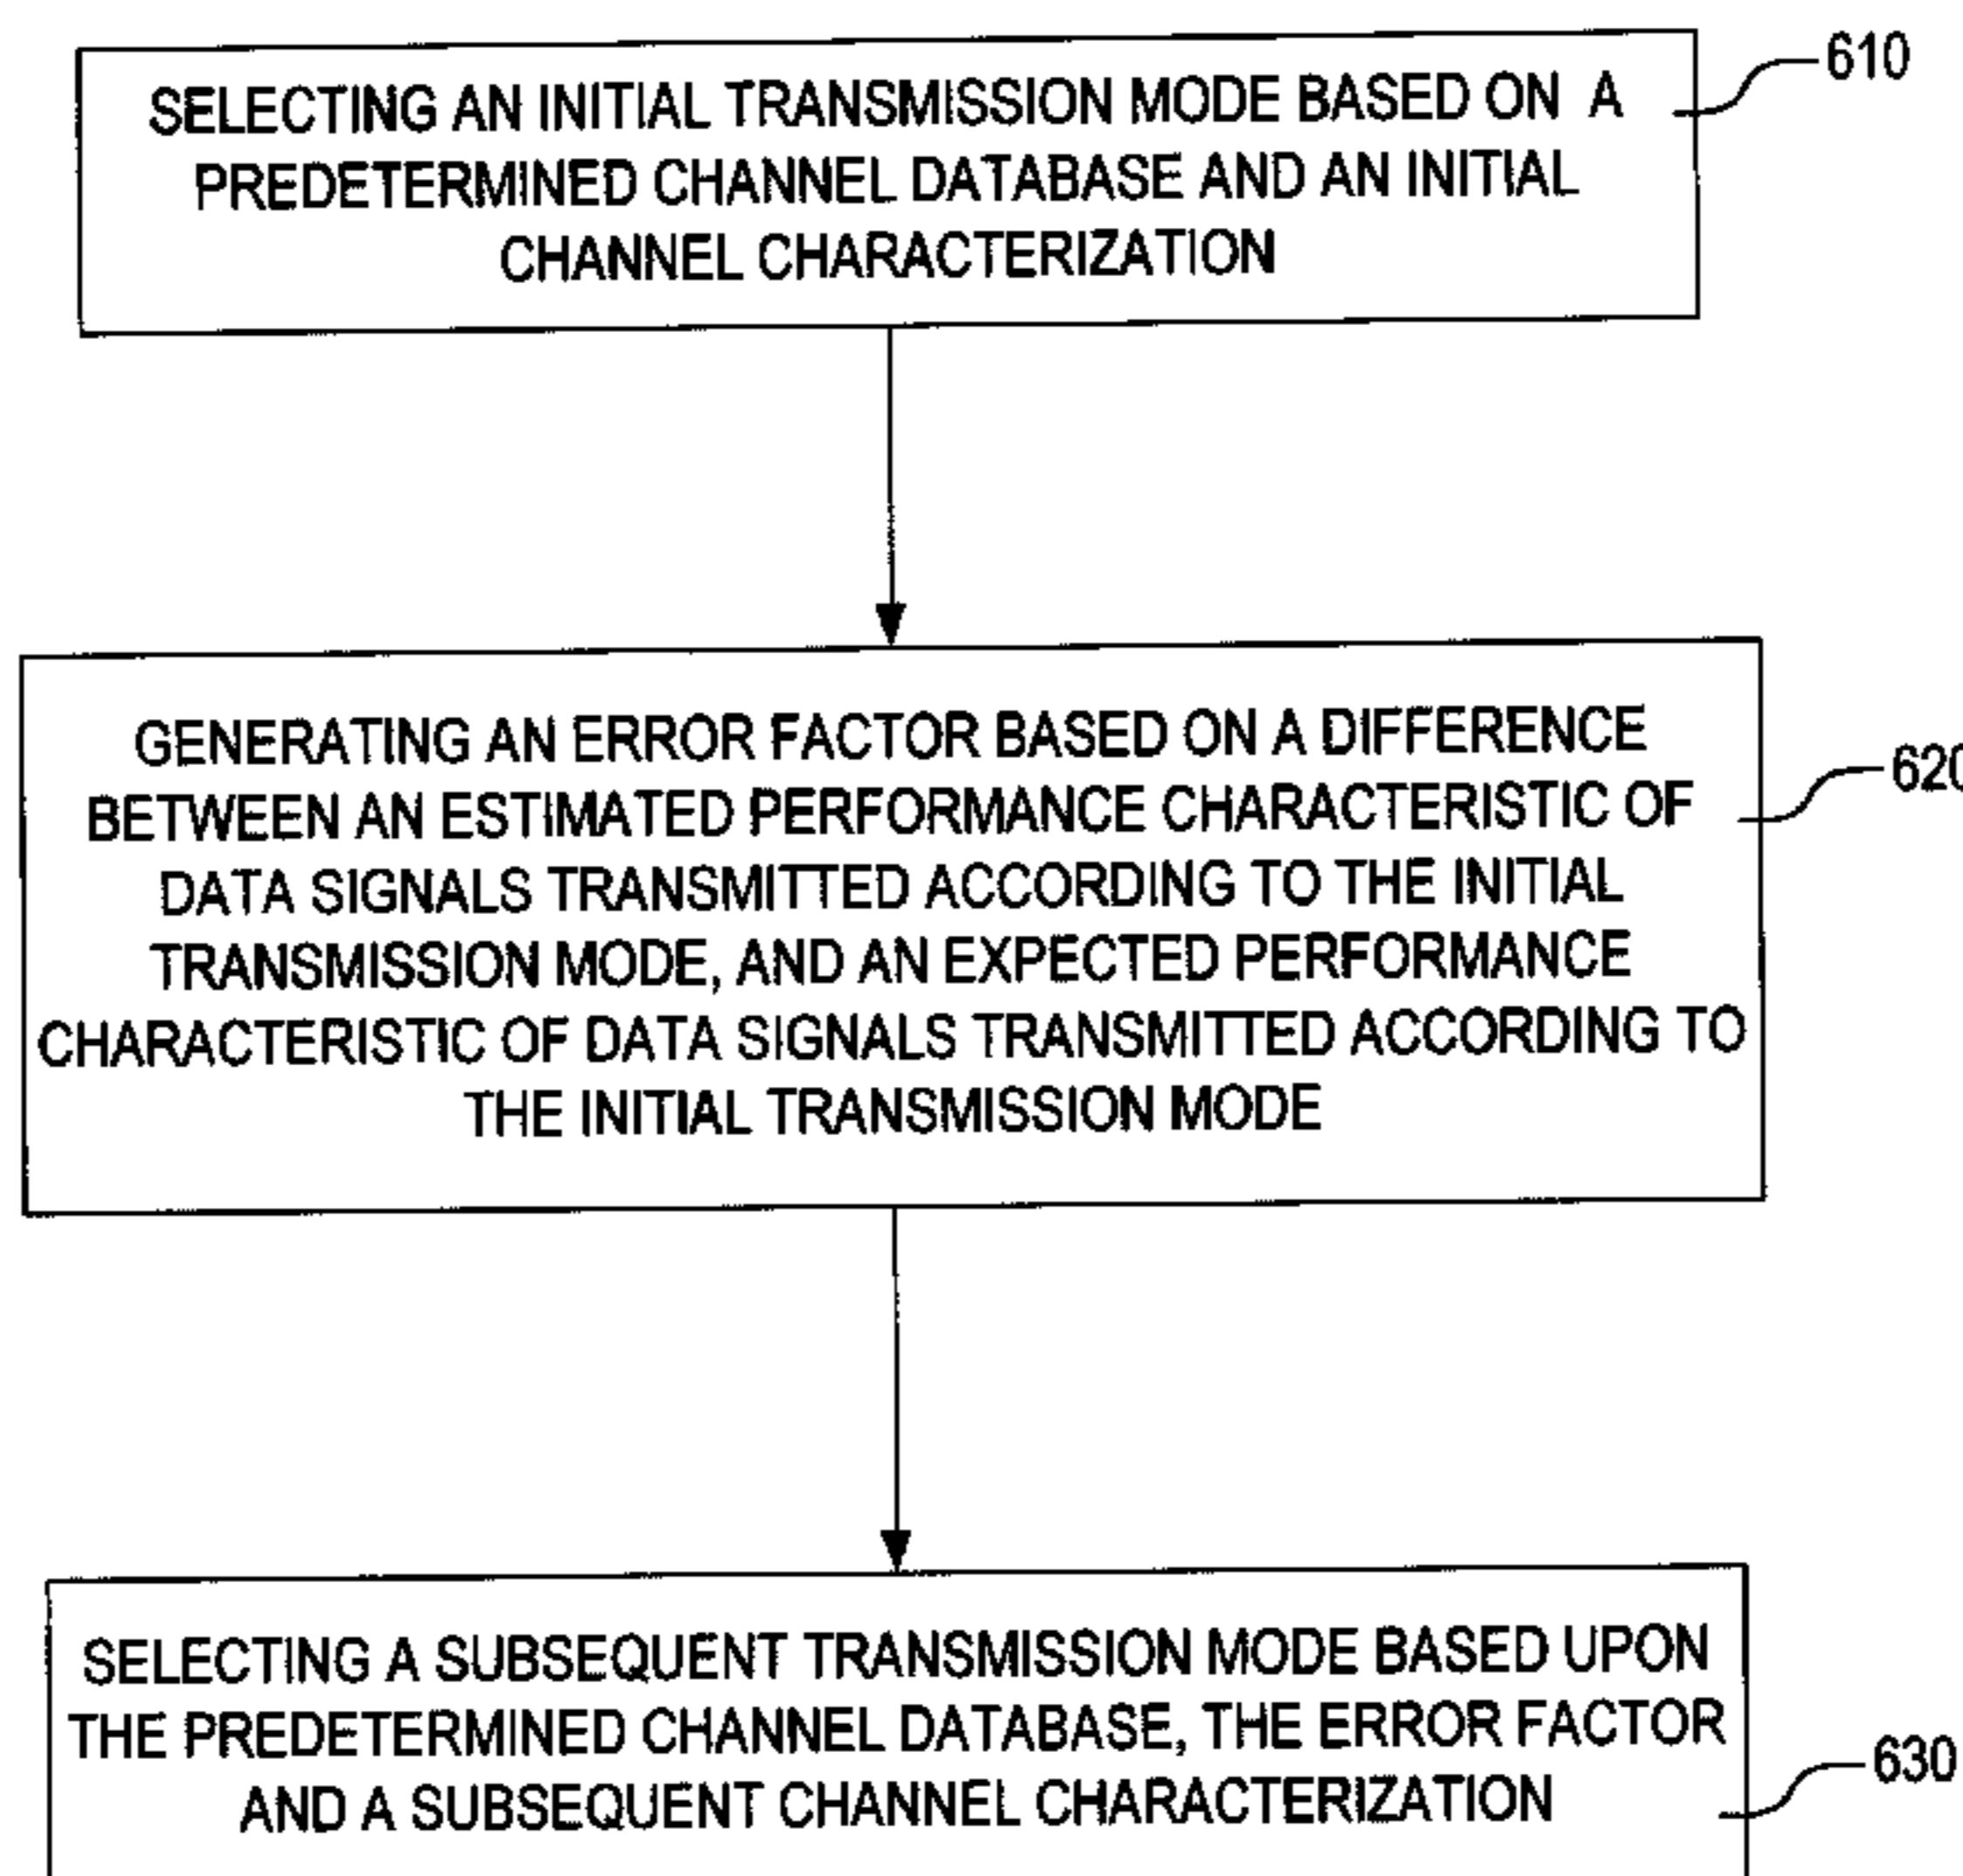 SELECTING AN INITIAL TRANSMISSION MODE BASED ON A
PREDETERMINED CHANNEL DATABASE AND AN INITIAL
CHANNEL CHARACTERIZATION
610
GENERATING AN ERROR FACTOR BASED ON A DIFFERENCE
BETWEEN AN ESTIMATED PERFORMANCE CHARACTERISTIC OF
DATA SIGNALS TRANSMITTED ACCORDING TO THE INITIAL
TRANSMISSION MODE, AND AN EXPECTED PERFORMANCE
CHARACTERISTIC OF DATA SIGNALS TRANSMITTED ACCORDING TO
THE INITIAL TRANSMISSION MODE
620
SELECTING A SUBSEQUENT TRANSMISSION MODE BASED UPON
THE PREDETERMINED CHANNEL DATABASE, THE ERROR FACTOR
AND A SUBSEQUENT CHANNEL CHARACTERIZATION
630